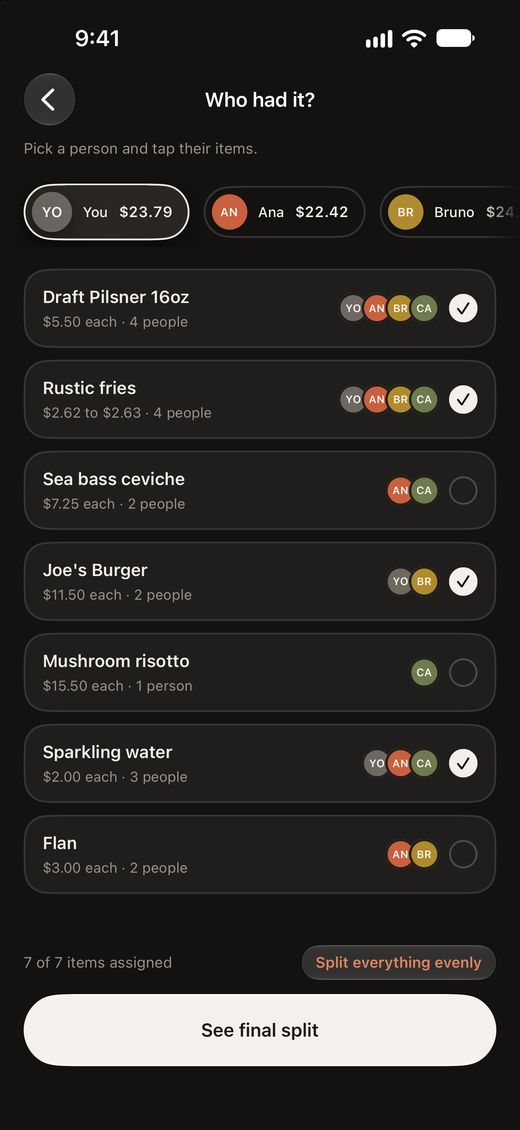 9:41
Who had it?
Pick a person and tap their items.
YO You $23.79 AN Ana $22.42 BR Bruno $24.
Draft Pilsner 16oz
YO AN BR CA
$5.50 each · 4 people
Rustic fries
YO AN BR CA
$2.62 to $2.63 · 4 people
Sea bass ceviche
AN CA
$7.25 each · 2 people
Joe's Burger
YO BR
$11.50 each · 2 people
Mushroom risotto
CA
$15.50 each · 1 person
Sparkling water
YO AN CA
$2.00 each · 3 people
Flan
AN BR
$3.00 each · 2 people
7 of 7 items assigned
Split everything evenly
See final split